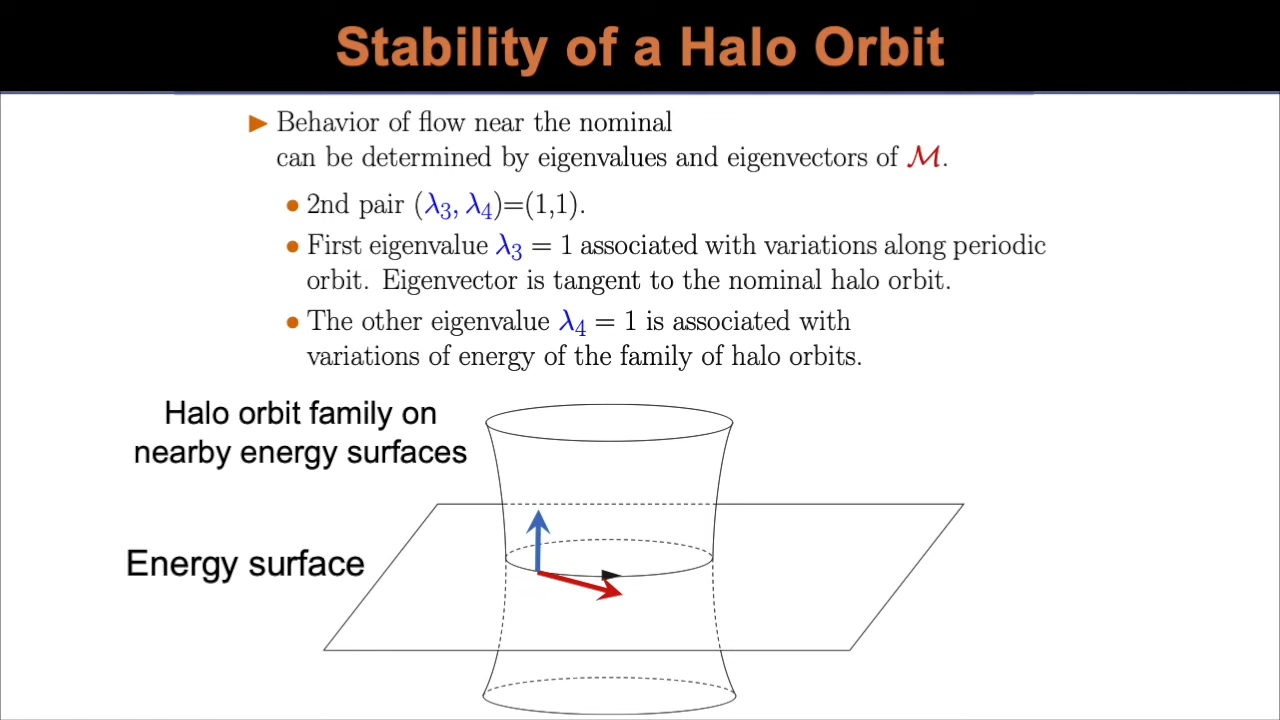 Stability of a Halo Orbit
▶ Behavior of flow near the nominal
can be determined by eigenvalues and eigenvectors of ℳ.
• 2nd pair (λ₃, λ₄)=(1,1).
• First eigenvalue λ₃ = 1 associated with variations along periodic
orbit. Eigenvector is tangent to the nominal halo orbit.
• The other eigenvalue λ₄ = 1 is associated with
variations of energy of the family of halo orbits.
Halo orbit family on
nearby energy surfaces
Energy surface